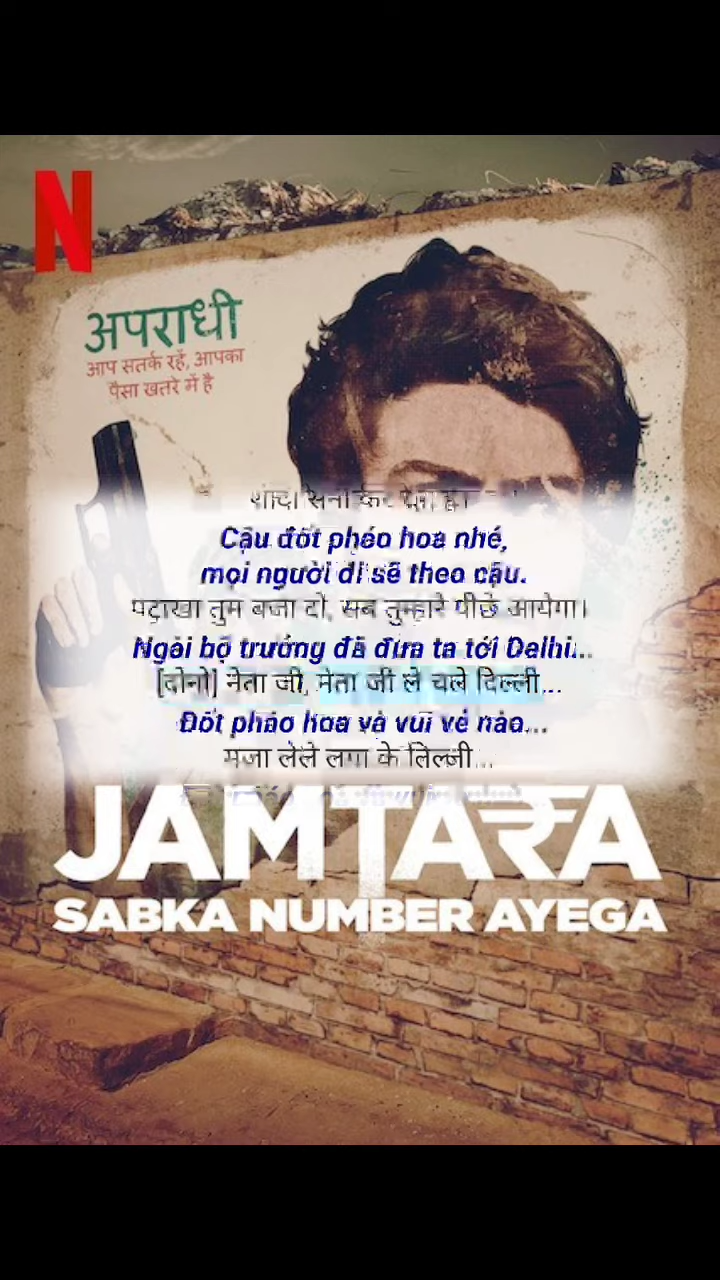 N
अपराधी
आप सतर्क रहें, आपका
पैसा खतरे में है
Cậu đốt pháo hoa nhé,
mọi người đi sẽ theo cậu.
पटाखा तुम बजा दो, सब तुम्हारे पीछे आयेगा।
Ngài bộ trưởng đã đưa ta tới Delhi...
[दोनो] नेता जी, नेता जी ले चले दिल्ली...
Đốt pháo hoa và vui vẻ nào...
मजा लेले लगा के तिल्ली...
JAMTARA
SABKA NUMBER AYEGA